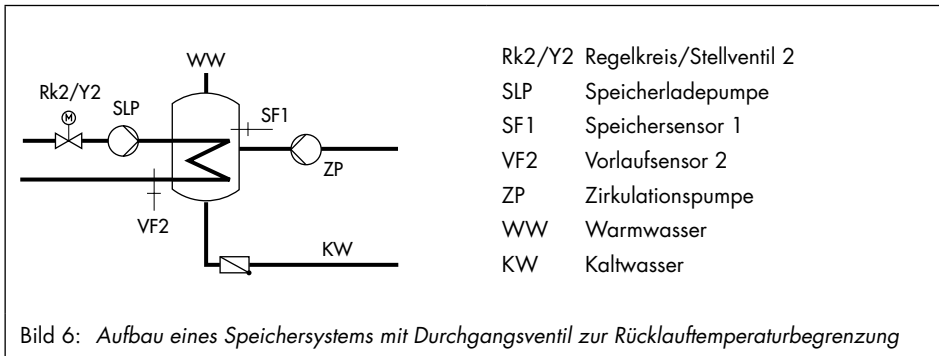 WW
Rk2/Y2
M
SLP
SF1
ZP
VF2
KW
Rk2/Y2 Regelkreis/Stellventil 2
SLP Speicherladepumpe
SF1 Speichersensor 1
VF2 Vorlaufsensor 2
ZP Zirkulationspumpe
WW Warmwasser
KW Kaltwasser
Bild 6: Aufbau eines Speichersystems mit Durchgangsventil zur Rücklauftemperaturbegrenzung